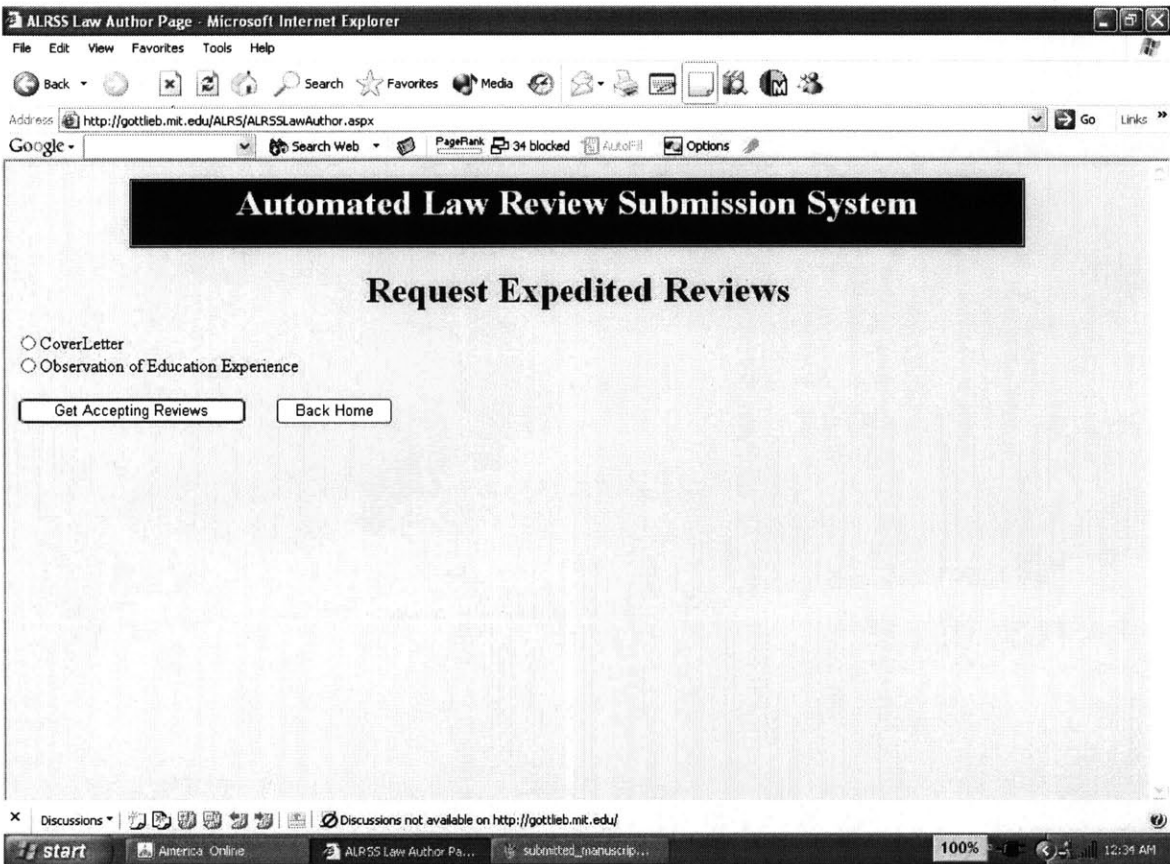 ALRSS Law Author Page - Microsoft Internet Explorer
File Edit View Favorites Tools Help
Back Search Favorites Media
Address http://gottlieb.mit.edu/ALRS/ALRSSLawAuthor.aspx Go Links »
Google Search Web PageRank 34 blocked AutoFill Options
Automated Law Review Submission System
Request Expedited Reviews
CoverLetter
Observation of Education Experience
Get Accepting Reviews Back Home
Discussions Discussions not available on http://gottlieb.mit.edu/
start America Online ALRSS Law Author Pa... submitted_manuscrip... 100% 12:34 AM